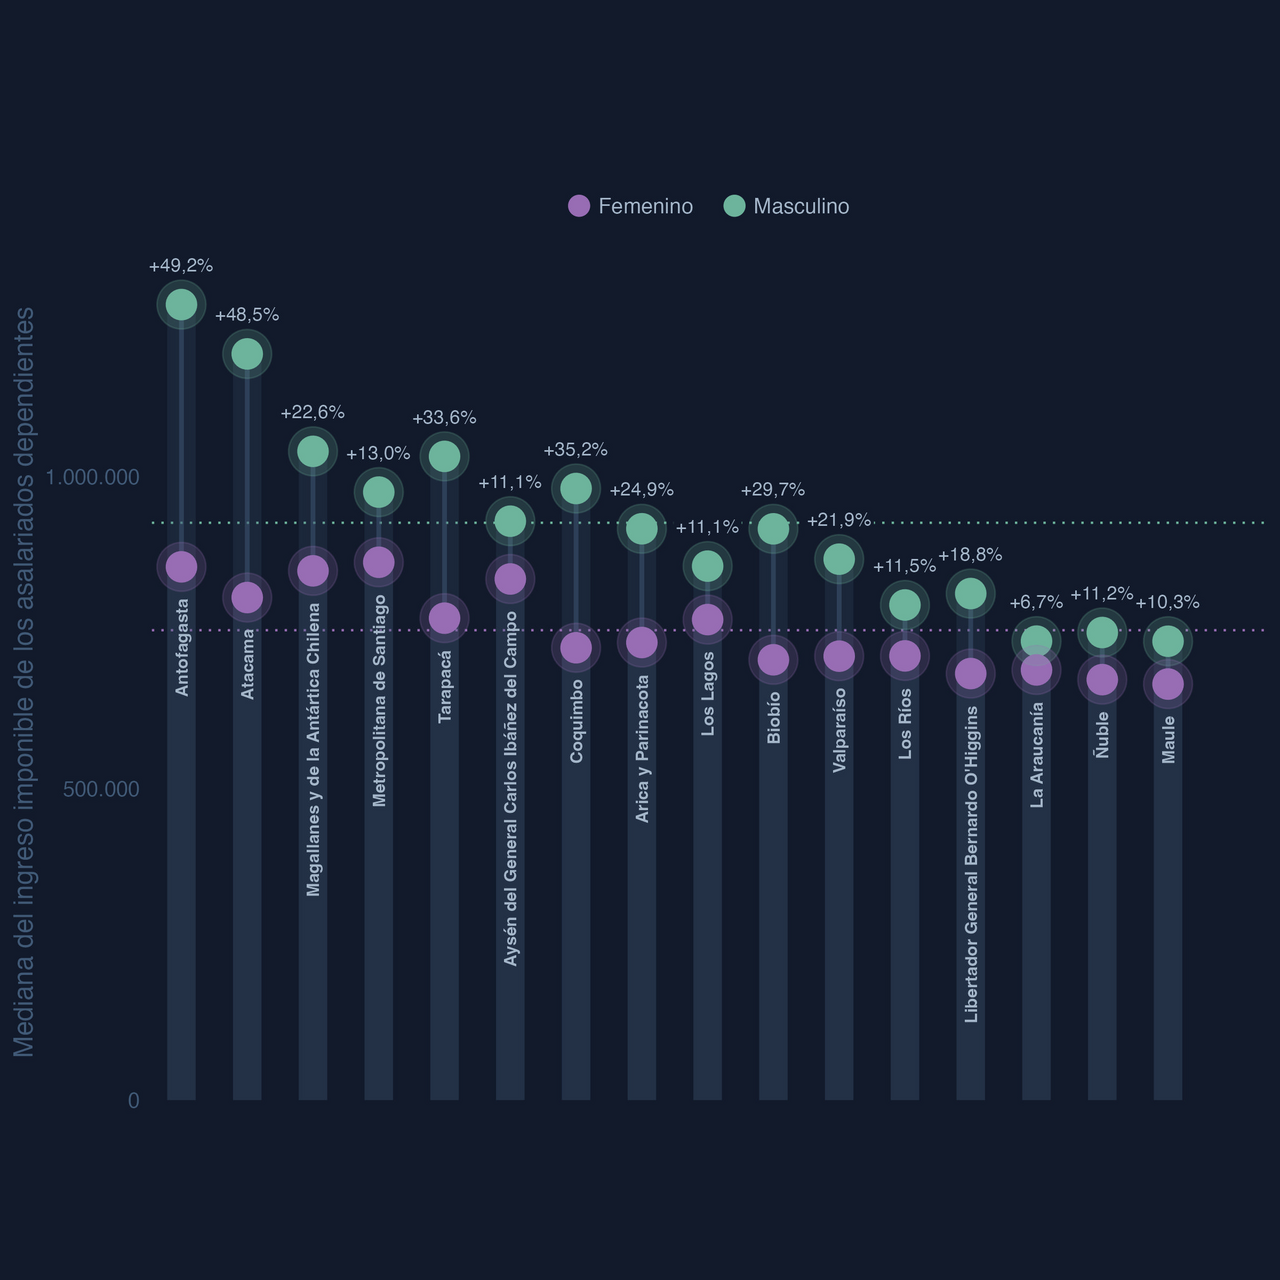 Femenino
Masculino
Mediana del ingreso imponible de los asalariados dependientes
1.000.000
500.000
0
+49,2%
+48,5%
+22,6%
+13,0%
+33,6%
+11,1%
+35,2%
+24,9%
+11,1%
+29,7%
+21,9%
+11,5%
+18,8%
+6,7%
+11,2%
+10,3%
Antofagasta
Atacama
Magallanes y de la Antártica Chilena
Metropolitana de Santiago
Tarapacá
Aysén del General Carlos Ibáñez del Campo
Coquimbo
Arica y Parinacota
Los Lagos
Biobío
Valparaíso
Los Ríos
Libertador General Bernardo O'Higgins
La Araucanía
Ñuble
Maule